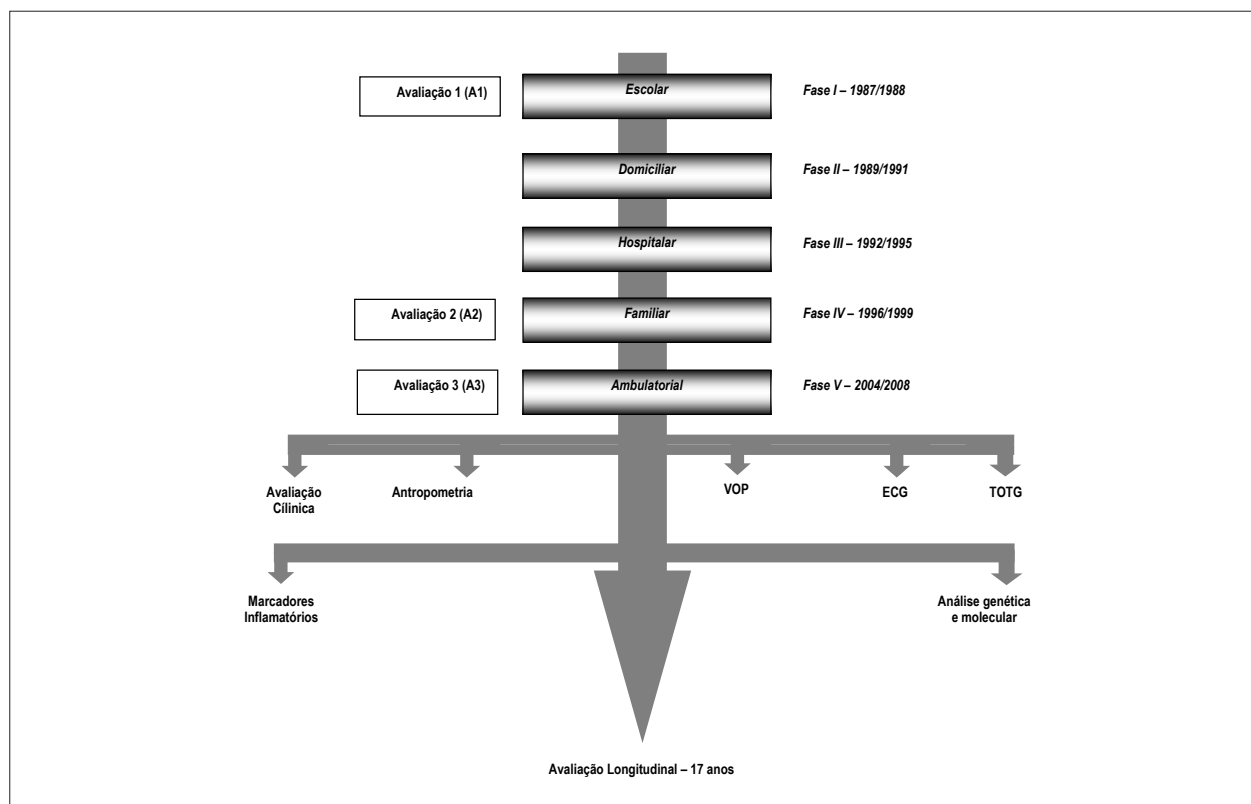 Avaliação 1 (A1)
Escolar
Fase I – 1987/1988
Domiciliar
Fase II – 1989/1991
Hospitalar
Fase III – 1992/1995
Avaliação 2 (A2)
Familiar
Fase IV – 1996/1999
Avaliação 3 (A3)
Ambulatorial
Fase V – 2004/2008
Avaliação
Cílinica
Antropometria
VOP
ECG
TOTG
Marcadores
Inflamatórios
Análise genética
e molecular
Avaliação Longitudinal – 17 anos